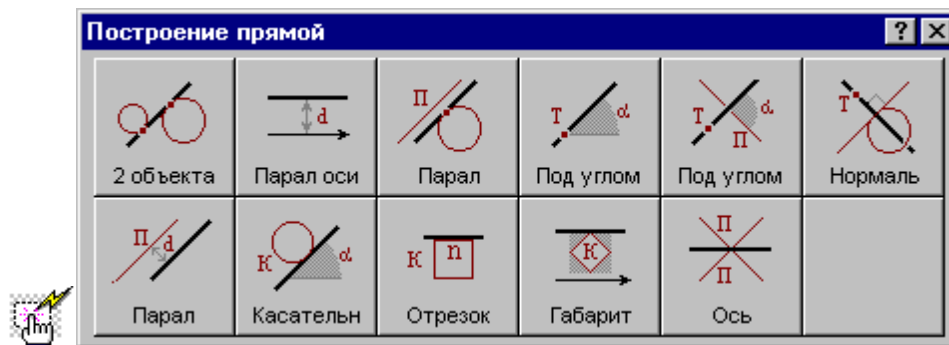 Построение прямой ? ×
d П Т α Т α П Т
2 объекта Парал оси Парал Под углом Под углом Нормаль
П d К α К n К П П
Парал Касательн Отрезок Габарит Ось